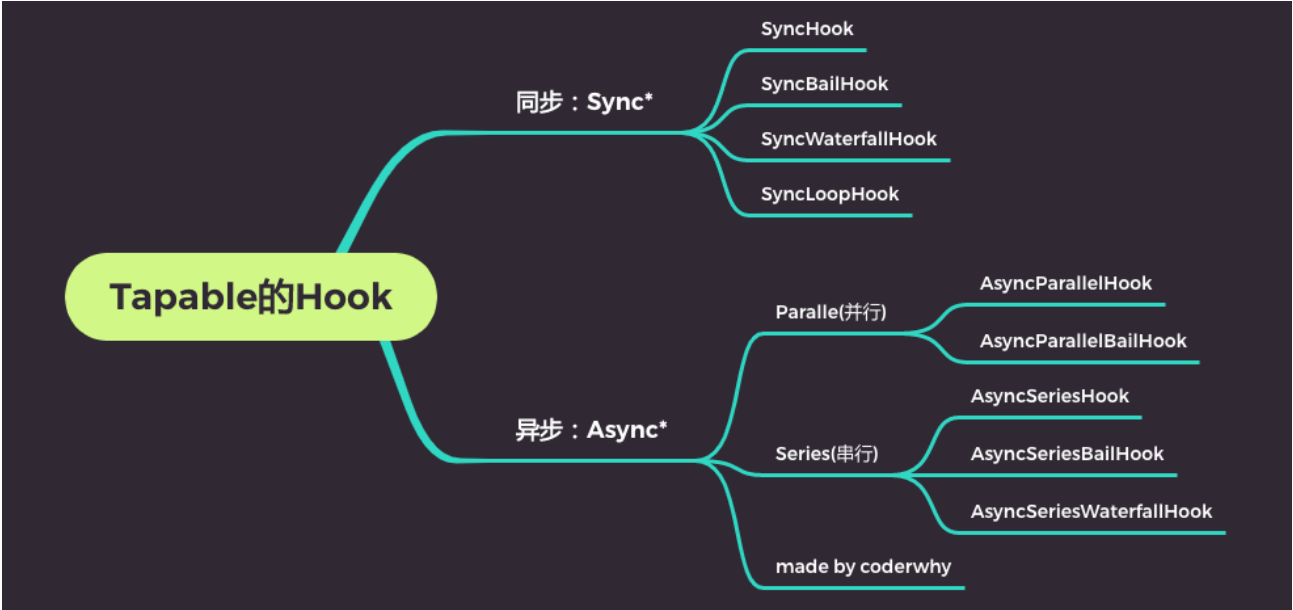 Tapable的Hook
同步：Sync*
SyncHook
SyncBailHook
SyncWaterfallHook
SyncLoopHook
异步：Async*
Paralle(并行)
AsyncParallelHook
AsyncParallelBailHook
Series(串行)
AsyncSeriesHook
AsyncSeriesBailHook
AsyncSeriesWaterfallHook
made by coderwhy